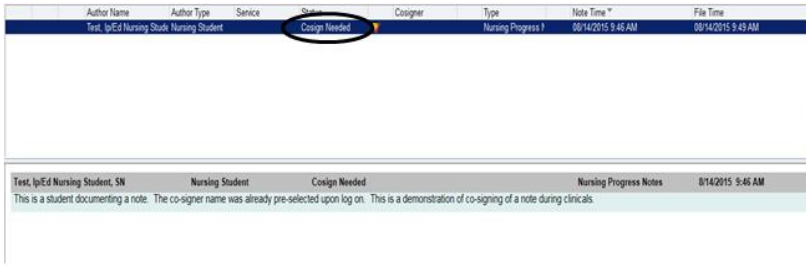 Author Name Author Type Service Status Cosigner Type Note Time File Time
Test, Ip/Ed Nursing Stude Nursing Student Cosign Needed Nursing Progress N 08/14/2015 9:46 AM 08/14/2015 9:49 AM
Test, Ip/Ed Nursing Student, SN Nursing Student Cosign Needed Nursing Progress Notes 8/14/2015 9:46 AM
This is a student documenting a note. The co-signer name was already pre-selected upon log on. This is a demonstration of co-signing of a note during clinicals.